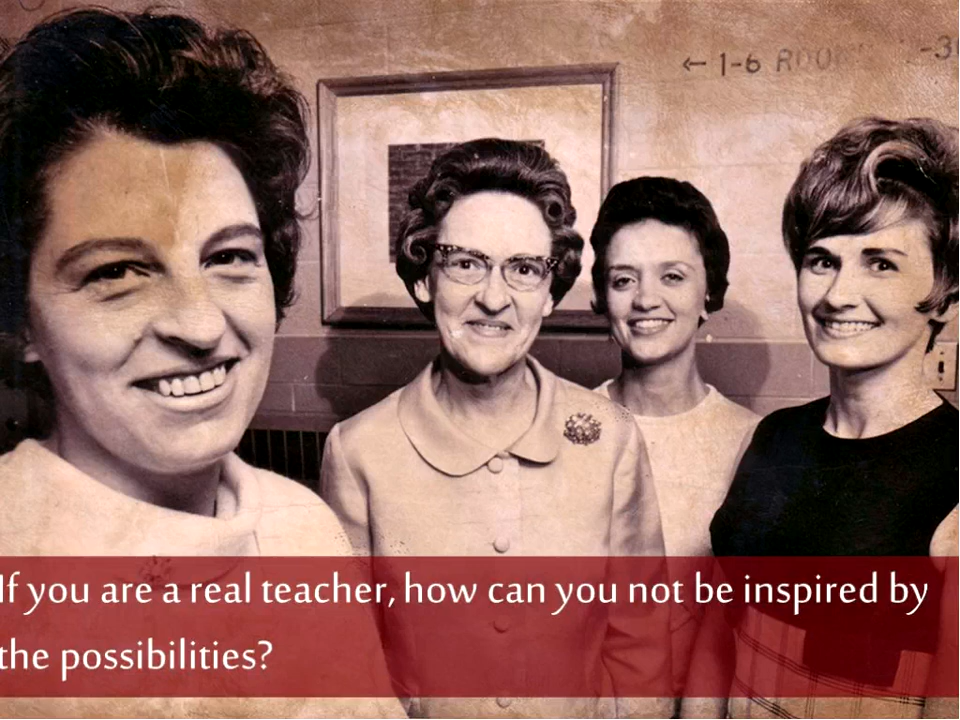 ← 1-6
If you are a real teacher, how can you not be inspired by
the possibilities?